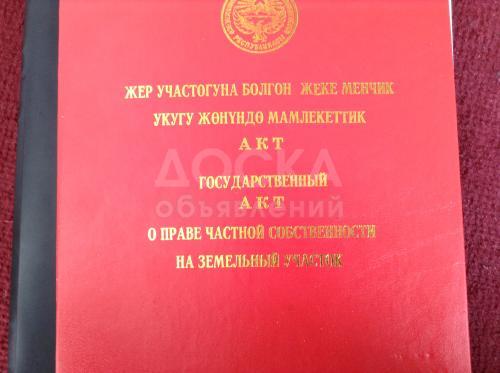 ЖЕР УЧАСТОГУНА БОЛГОН ЖЕКЕ МЕНЧИК
УКУГУ ЖӨНҮНДӨ МАМЛЕКЕТТИК
АКТ
ДОСКА
объявлений
ГОСУДАРСТВЕННЫЙ
АКТ
О ПРАВЕ ЧАСТНОЙ СОБСТВЕННОСТИ
НА ЗЕМЕЛЬНЫЙ УЧАСТОК